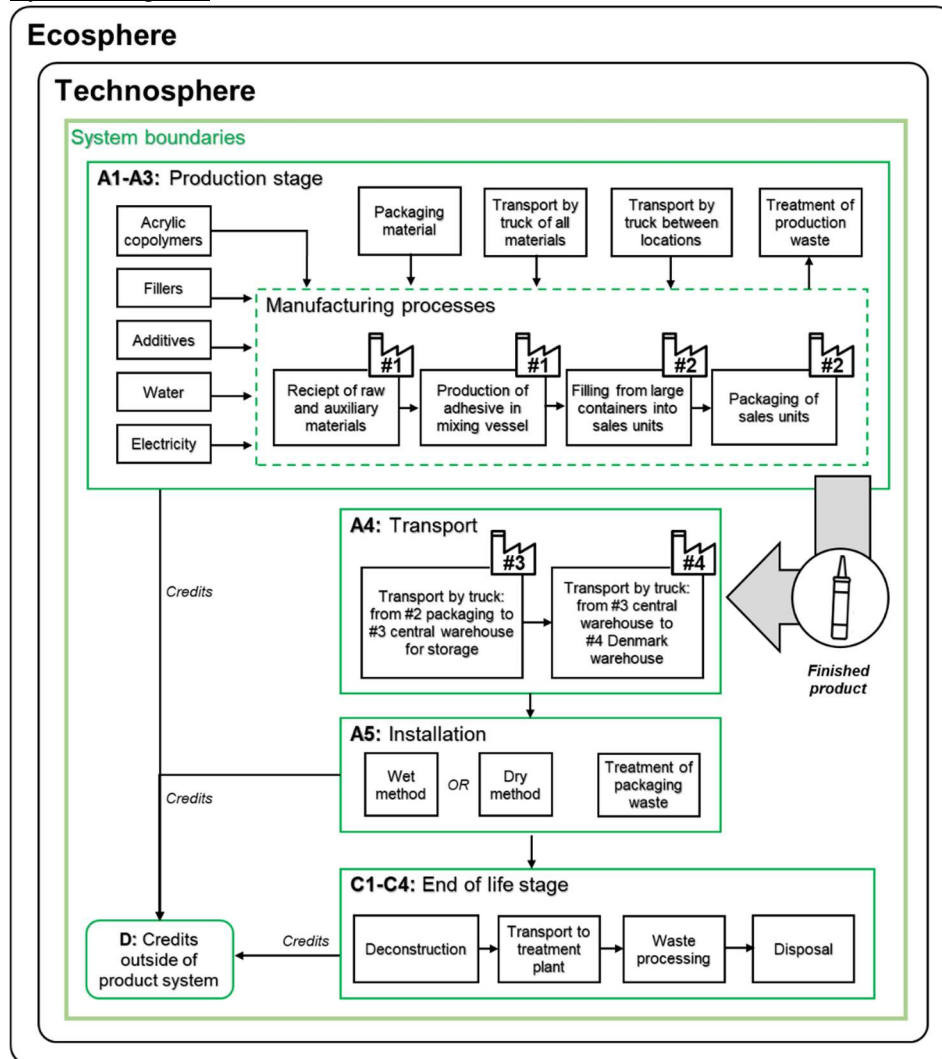 Ecosphere
Technosphere
System boundaries
A1-A3: Production stage
Acrylic
copolymers
Packaging
material
Transport by
truck of all
materials
Transport by
truck between
locations
Treatment of
production
waste
Fillers
Additives
Water
Electricity
Manufacturing processes
#1
Reciept of raw
and auxiliary
materials
#1
Production of
adhesive in
mixing vessel
#2
Filling from large
containers into
sales units
#2
Packaging of
sales units
Credits
A4: Transport
#3
Transport by truck:
from #2 packaging to
#3 central warehouse
for storage
#4
Transport by truck:
from #3 central
warehouse to
#4 Denmark
warehouse
Finished
product
A5: Installation
Wet
method
OR
Dry
method
Treatment of
packaging
waste
Credits
C1-C4: End of life stage
Deconstruction
Transport to
treatment
plant
Waste
processing
Disposal
Credits
D: Credits
outside of
product system